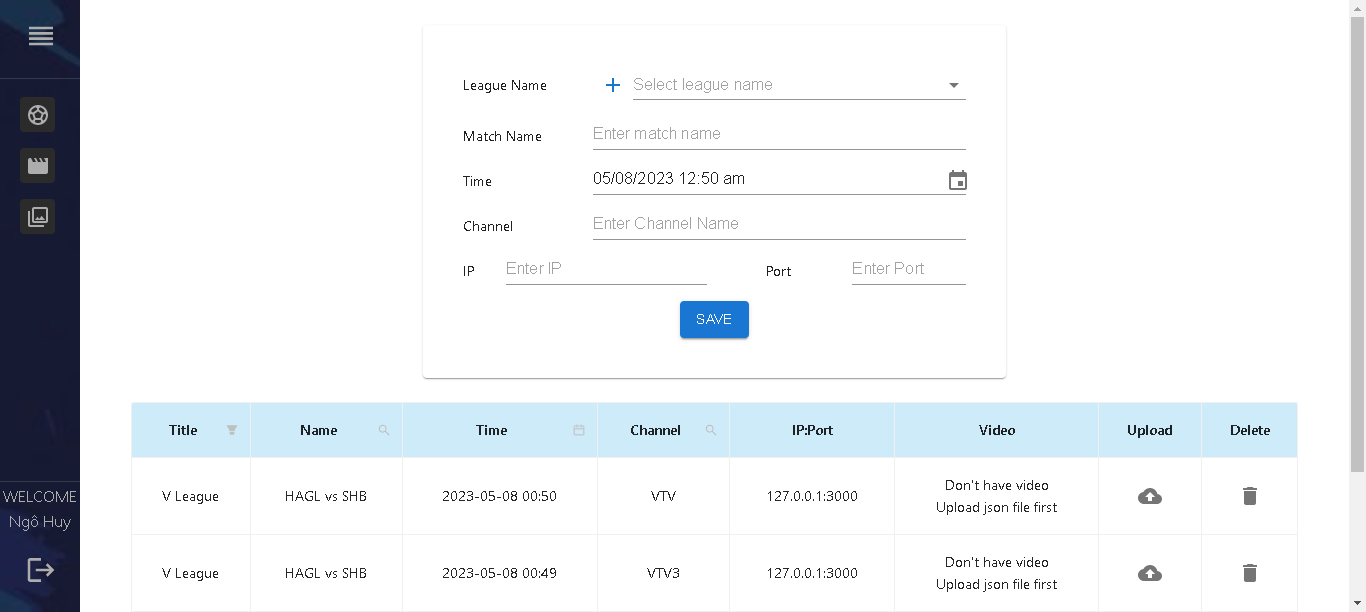 League Name Select league name
Match Name Enter match name
Time 05/08/2023 12:50 am
Channel Enter Channel Name
IP Enter IP Port Enter Port
SAVE
Title Name Time Channel IP:Port Video Upload Delete
V League HAGL vs SHB 2023-05-08 00:50 VTV 127.0.0.1:3000 Don't have video
Upload json file first
V League HAGL vs SHB 2023-05-08 00:49 VTV3 127.0.0.1:3000 Don't have video
Upload json file first
WELCOME
Ngô Huy